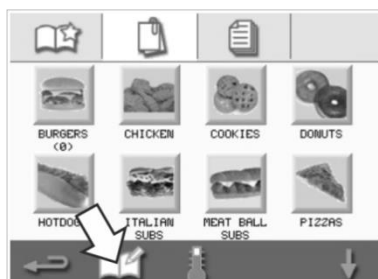 BURGERS CHICKEN COOKIES DONUTS
(0)
HOTDOG ITALIAN MEAT BALL PIZZAS
SUBS SUBS